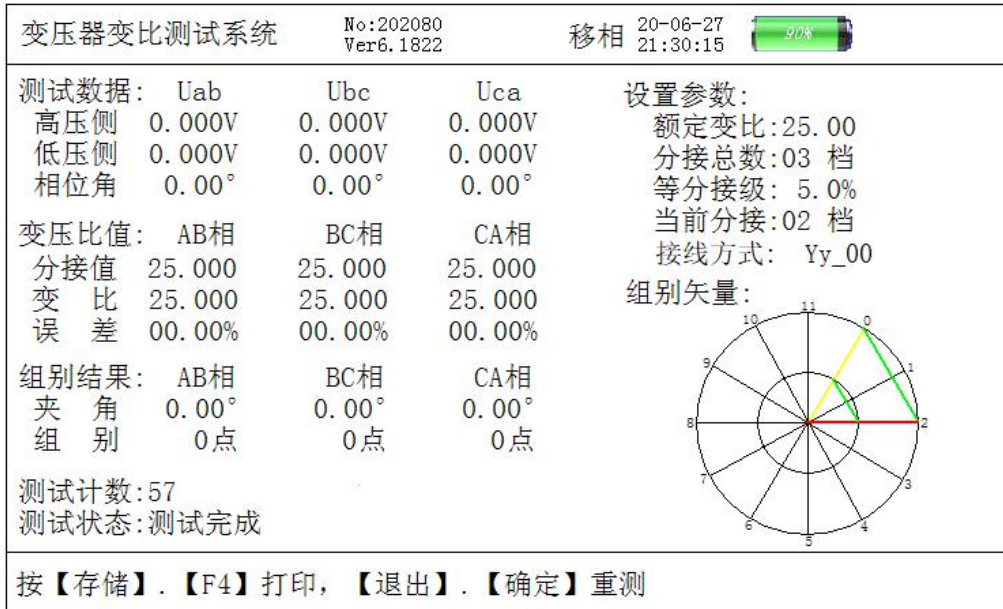 变压器变比测试系统 No:202080 Ver6.1822 移相 20-06-27 21:30:15 90%
测试数据: Uab Ubc Uca
高压侧 0.000V 0.000V 0.000V
低压侧 0.000V 0.000V 0.000V
相位角 0.00° 0.00° 0.00°
变压比值: AB相 BC相 CA相
分接值 25.000 25.000 25.000
变 比 25.000 25.000 25.000
误 差 00.00% 00.00% 00.00%
组别结果: AB相 BC相 CA相
夹 角 0.00° 0.00° 0.00°
组 别 0点 0点 0点
测试计数:57
测试状态:测试完成
设置参数:
额定变比:25.00
分接总数:03 档
等分接级: 5.0%
当前分接:02 档
接线方式: Yy_00
组别矢量:
11
10 0
9 1
8 2
7 3
6 4
5
按【存储】.【F4】打印, 【退出】.【确定】重测